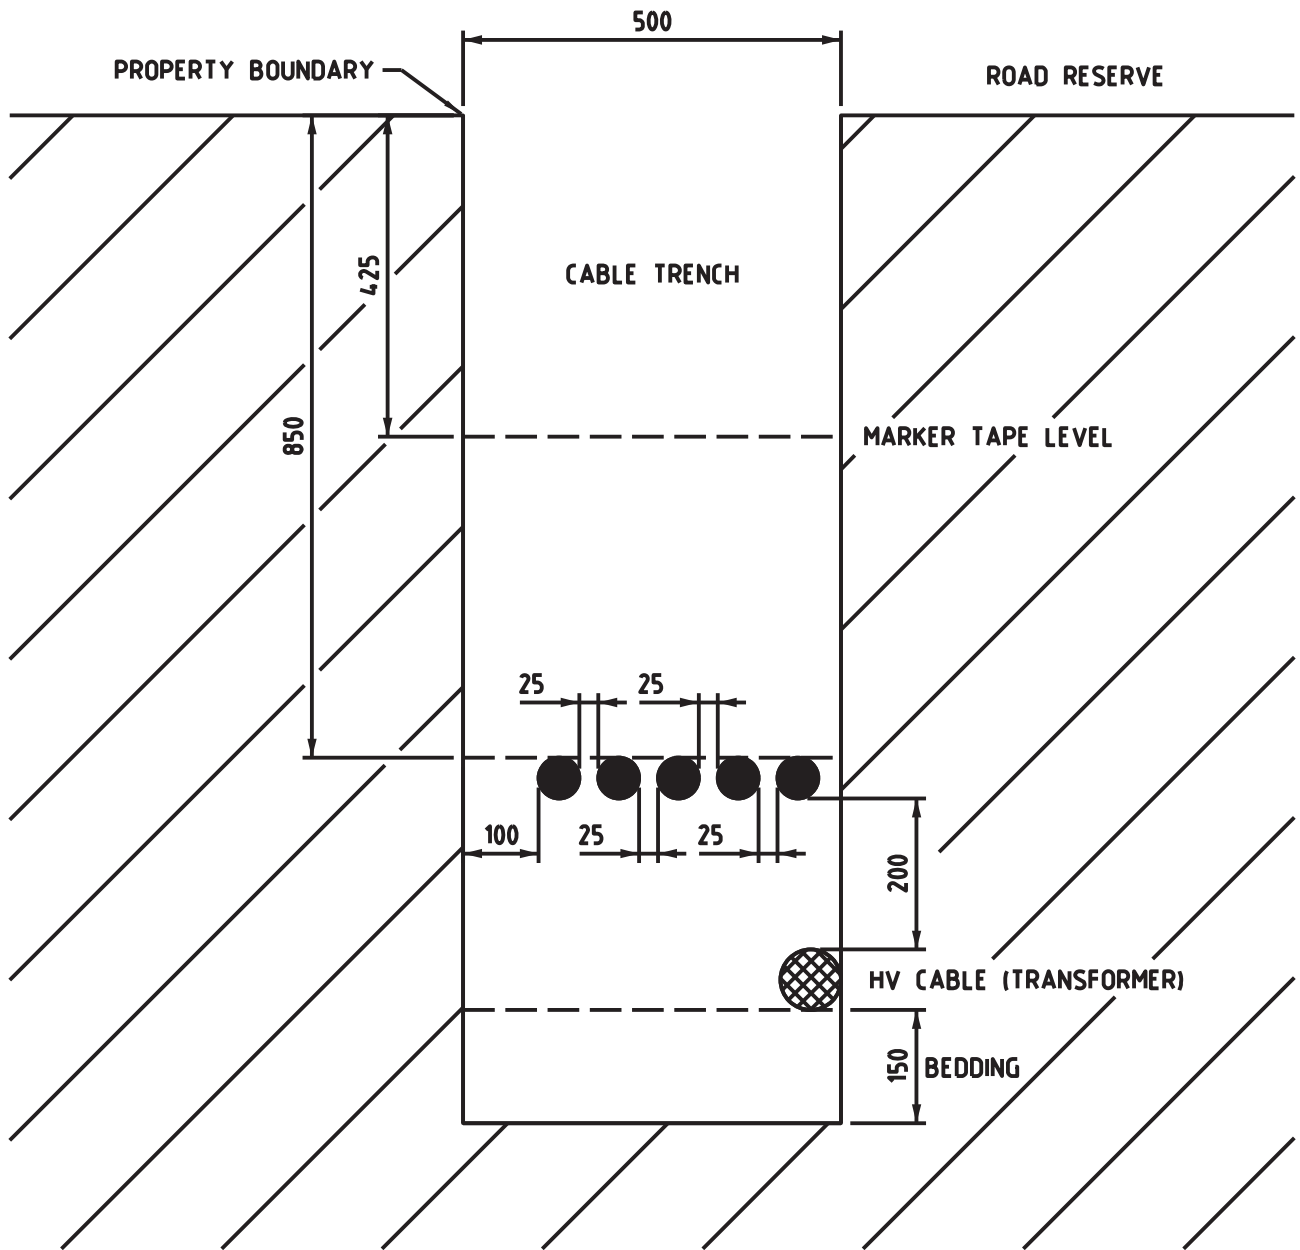 500
PROPERTY BOUNDARY
ROAD RESERVE
425
CABLE TRENCH
850
MARKER TAPE LEVEL
25
25
100
25
25
200
HV CABLE (TRANSFORMER)
150
BEDDING